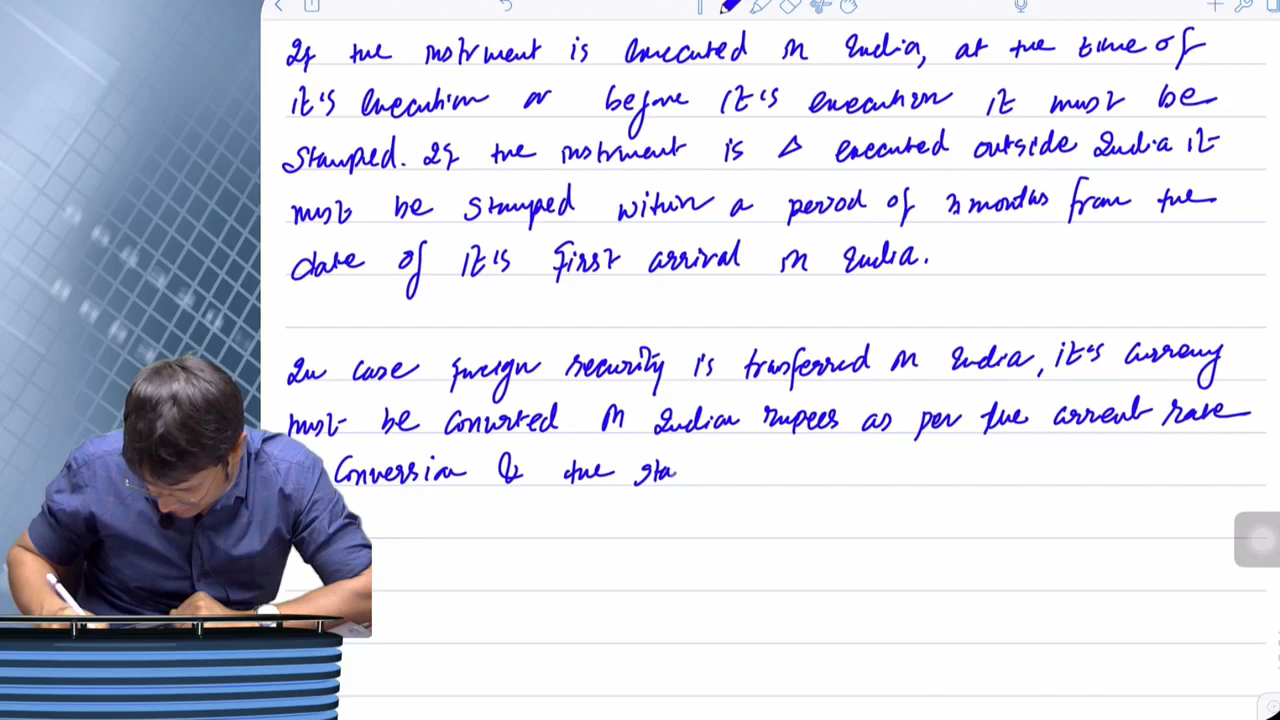 If the instrment is executed in India, at the time of
it's execution or before it's execution it must be
stamped. If the instrment is executed outside India it
must be stamped within a period of 3 months from the
date of it's first arrival in India.
In case foreign security is transferred in India, it's currency
must be converted in Indian rupees as per the current rate
conversion & the sta